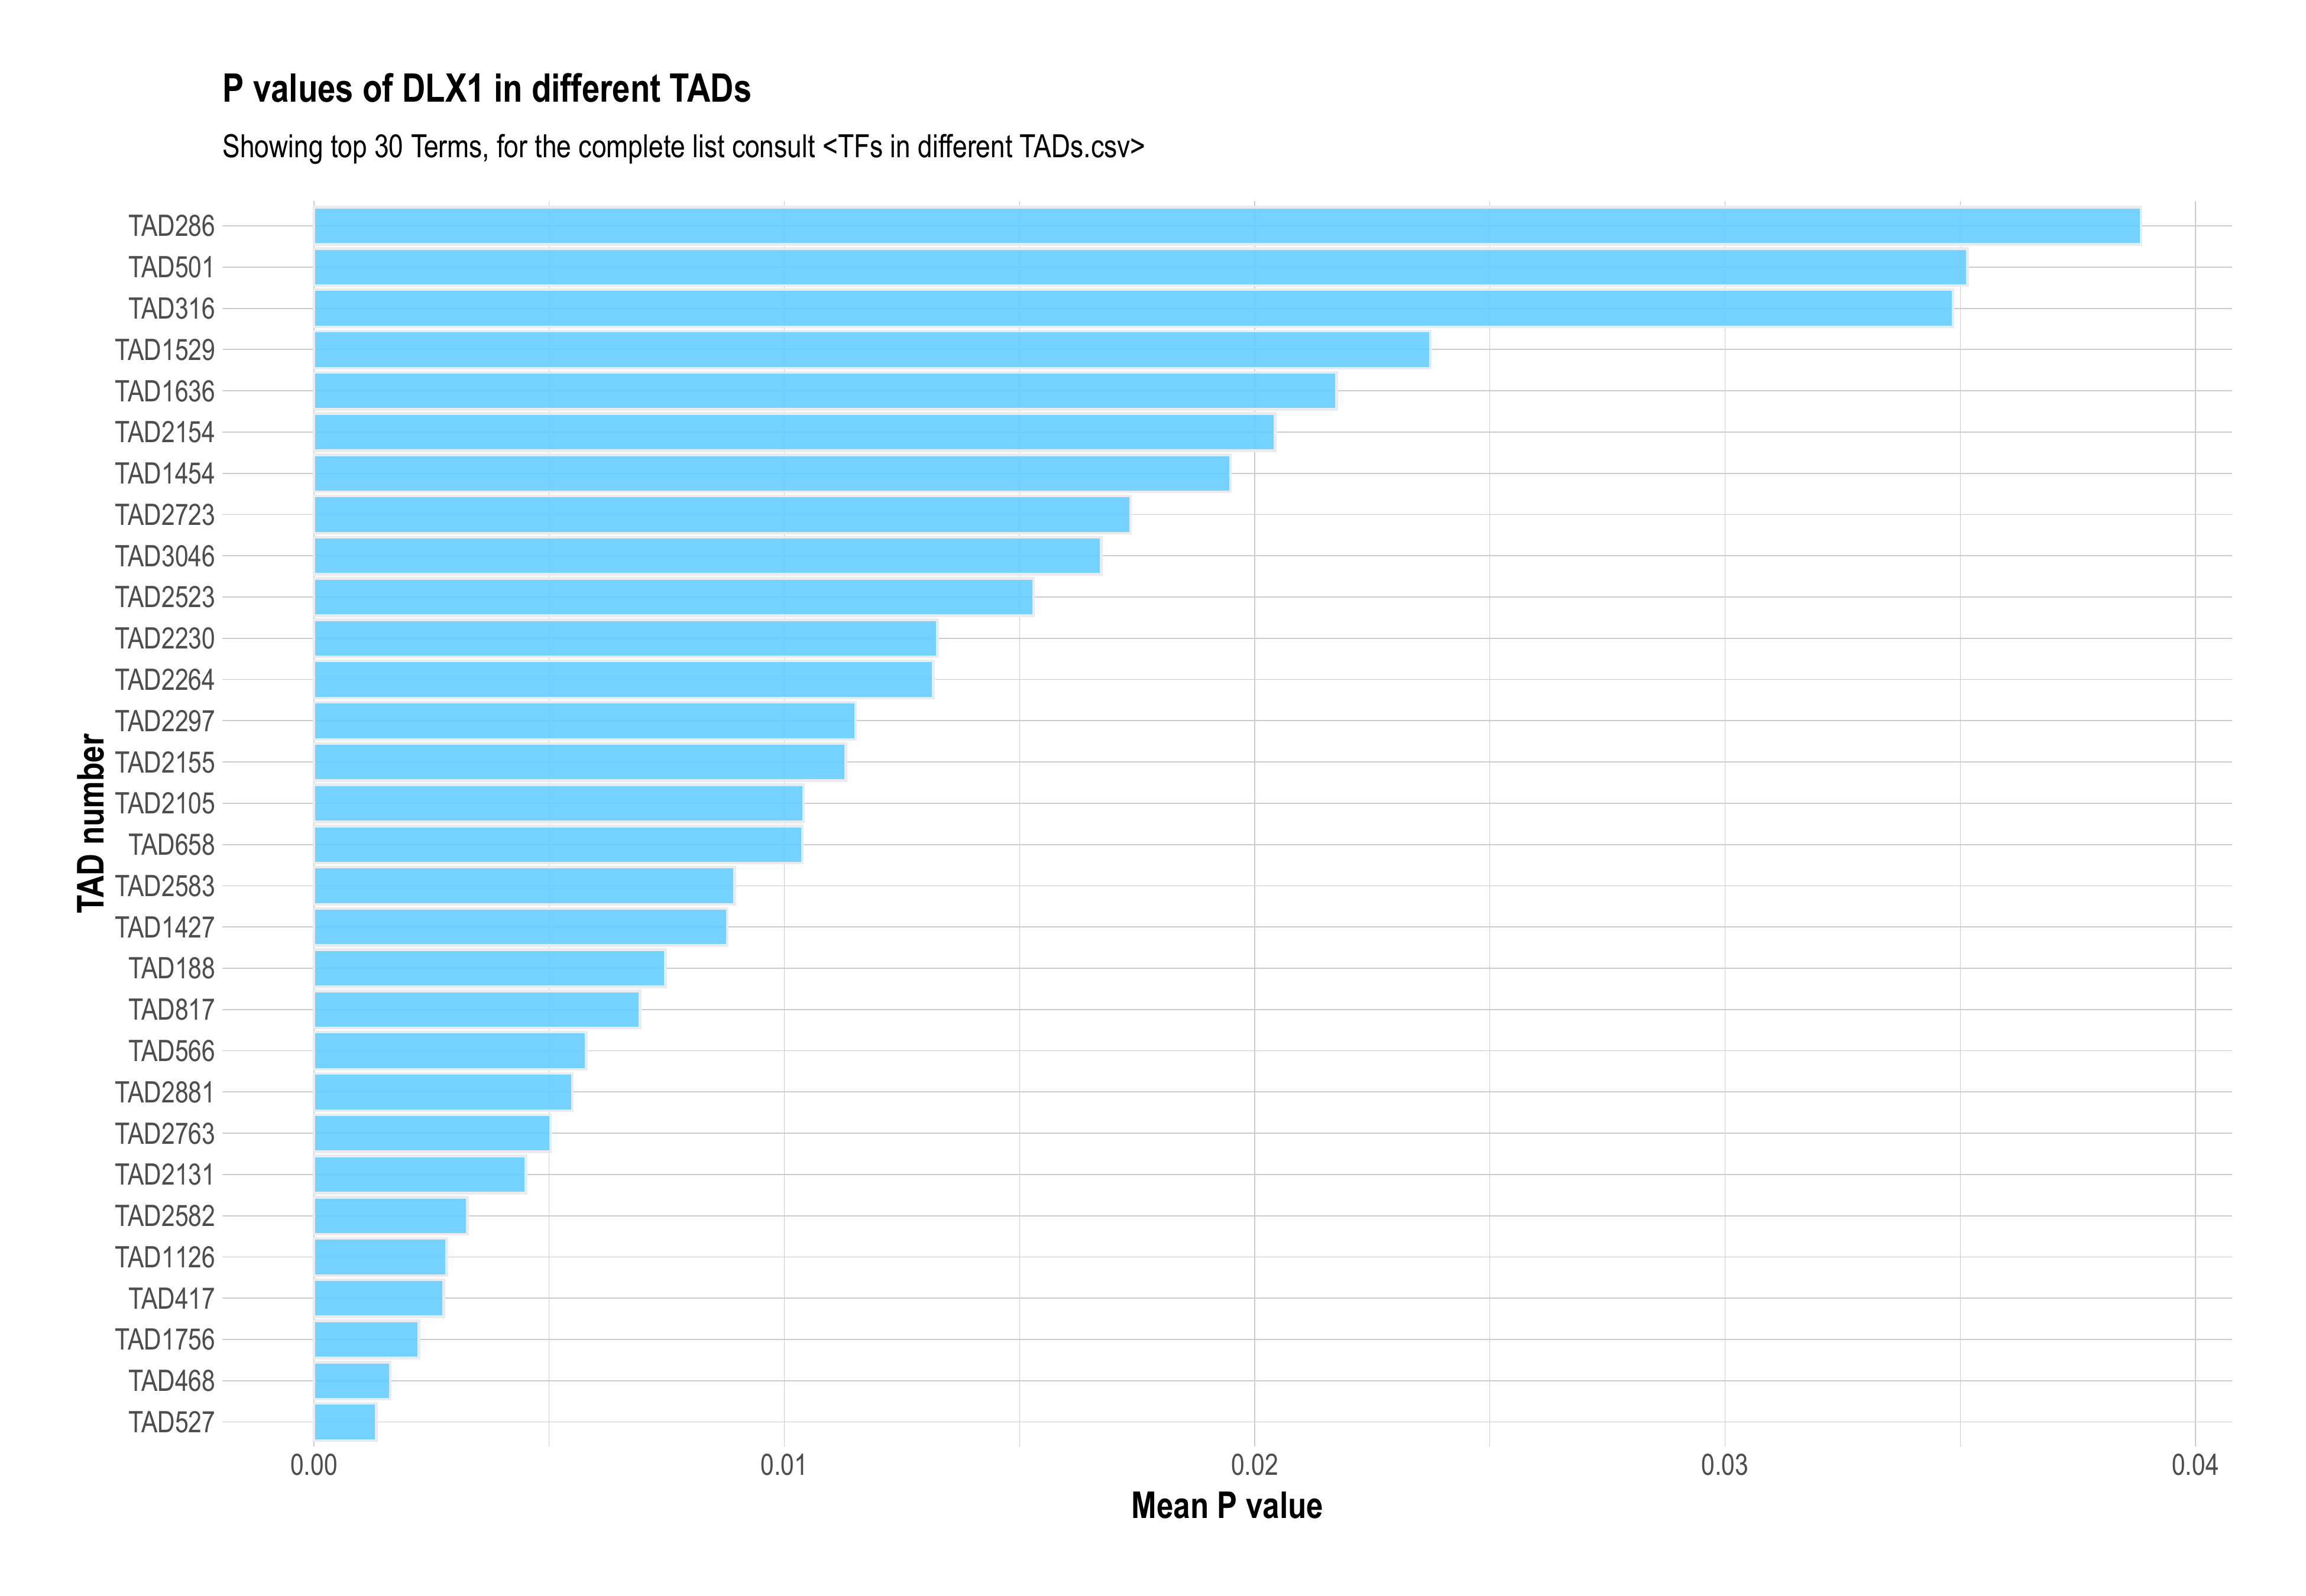 P values of DLX1 in different TADs
Showing top 30 Terms, for the complete list consult <TFs in different TADs.csv>
TAD number
TAD286
TAD501
TAD316
TAD1529
TAD1636
TAD2154
TAD1454
TAD2723
TAD3046
TAD2523
TAD2230
TAD2264
TAD2297
TAD2155
TAD2105
TAD658
TAD2583
TAD1427
TAD188
TAD817
TAD566
TAD2881
TAD2763
TAD2131
TAD2582
TAD1126
TAD417
TAD1756
TAD468
TAD527
0.00 0.01 0.02 0.03 0.04
Mean P value